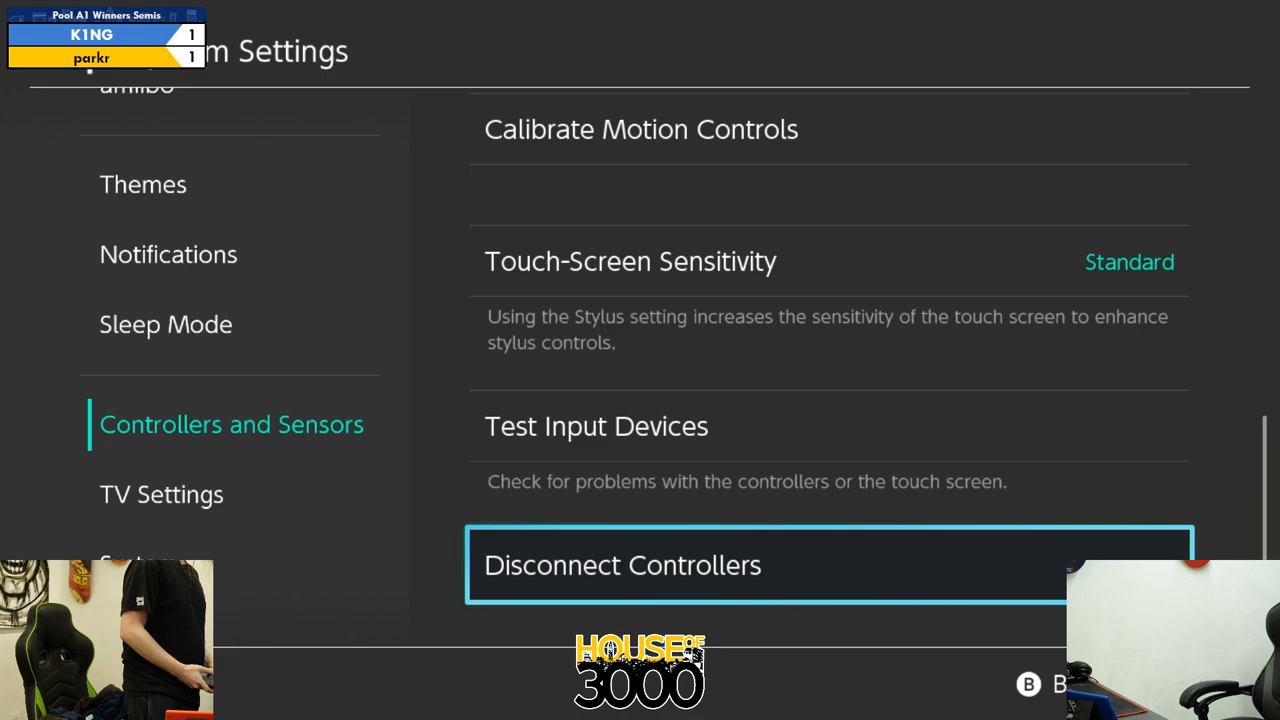 Pool A1 Winners Semis
K1NG 1
parkr 1
m Settings
amiibo
Themes
Notifications
Sleep Mode
Controllers and Sensors
TV Settings
Calibrate Motion Controls
Touch-Screen Sensitivity Standard
Using the Stylus setting increases the sensitivity of the touch screen to enhance
stylus controls.
Test Input Devices
Check for problems with the controllers or the touch screen.
Disconnect Controllers
HOUSE OF
3000
B B